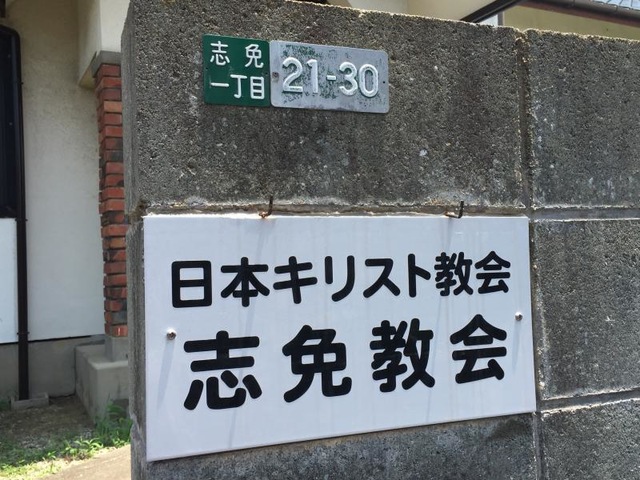 志免
一丁目
21-30
日本キリスト教会
志免教会